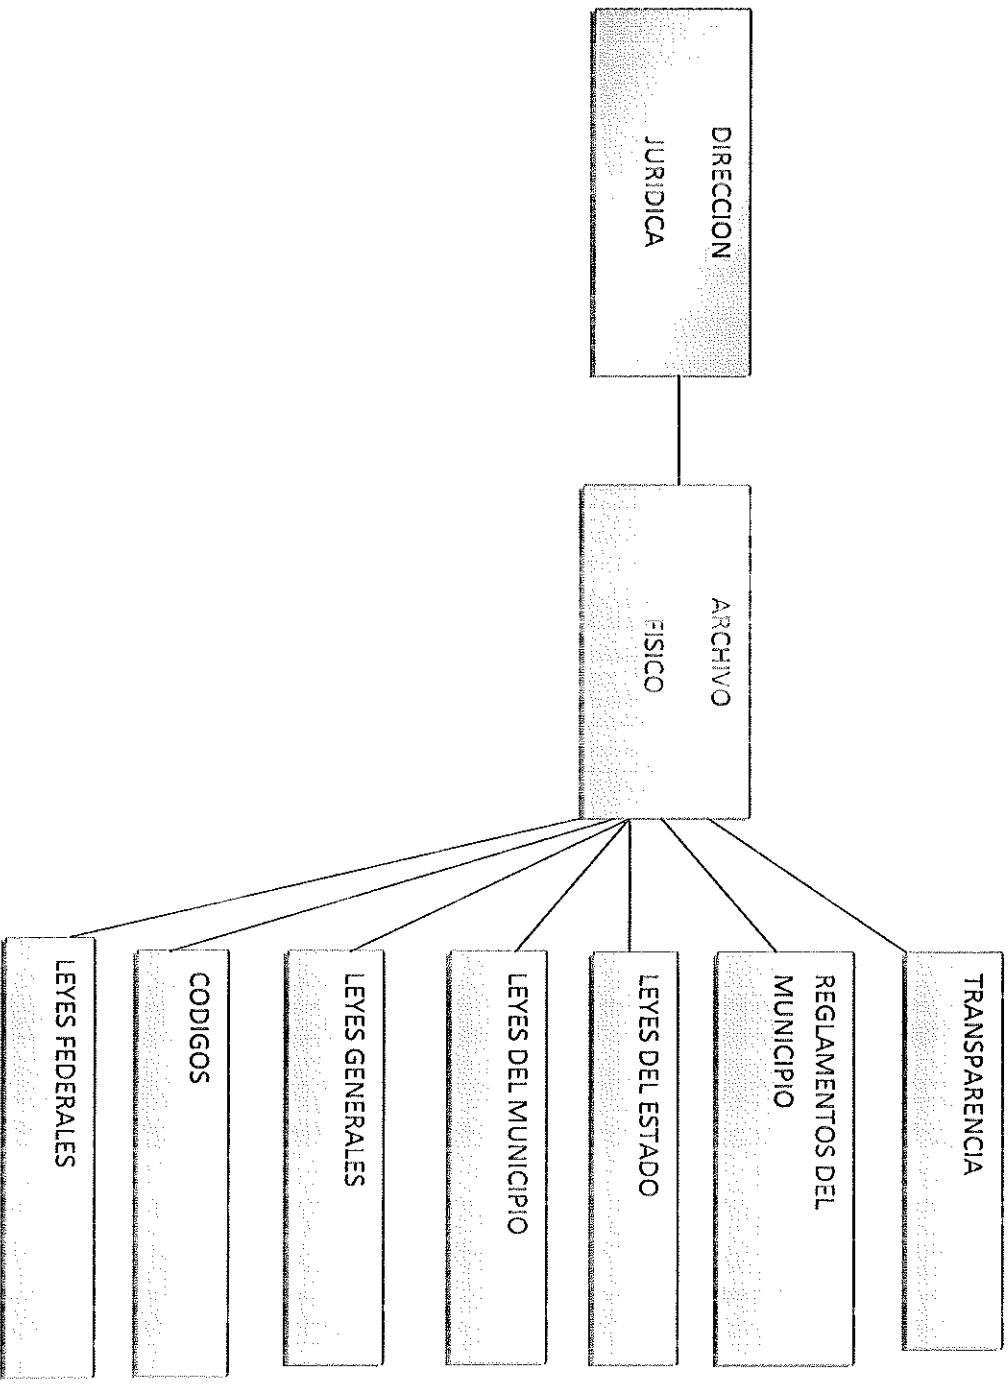 DIRECCION
JURIDICA
ARCHIVO
FISICO
TRANSPARENCIA
REGLAMENTOS DEL
MUNICIPIO
LEYES DEL ESTADO
LEYES DEL MUNICIPIO
LEYES GENERALES
CODIGOS
LEYES FEDERALES